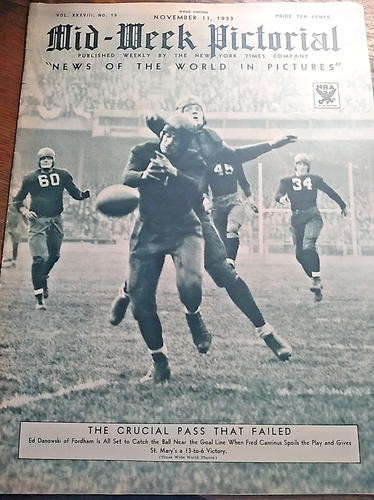 WEEK ENDING
VOL. XXXVIII, NO. 13
NOVEMBER 11, 1933
PRICE TEN CENTS
Mid-Week Pictorial
PUBLISHED WEEKLY BY THE NEW YORK TIMES COMPANY
"NEWS OF THE WORLD IN PICTURES"
NRA
60
45
34
THE CRUCIAL PASS THAT FAILED
Ed Danowski of Fordham Is All Set to Catch the Ball Near the Goal Line When Fred Canrinus Spoils the Play and Gives
St. Mary's a 13-to-6 Victory.
(Times Wide World Photos.)